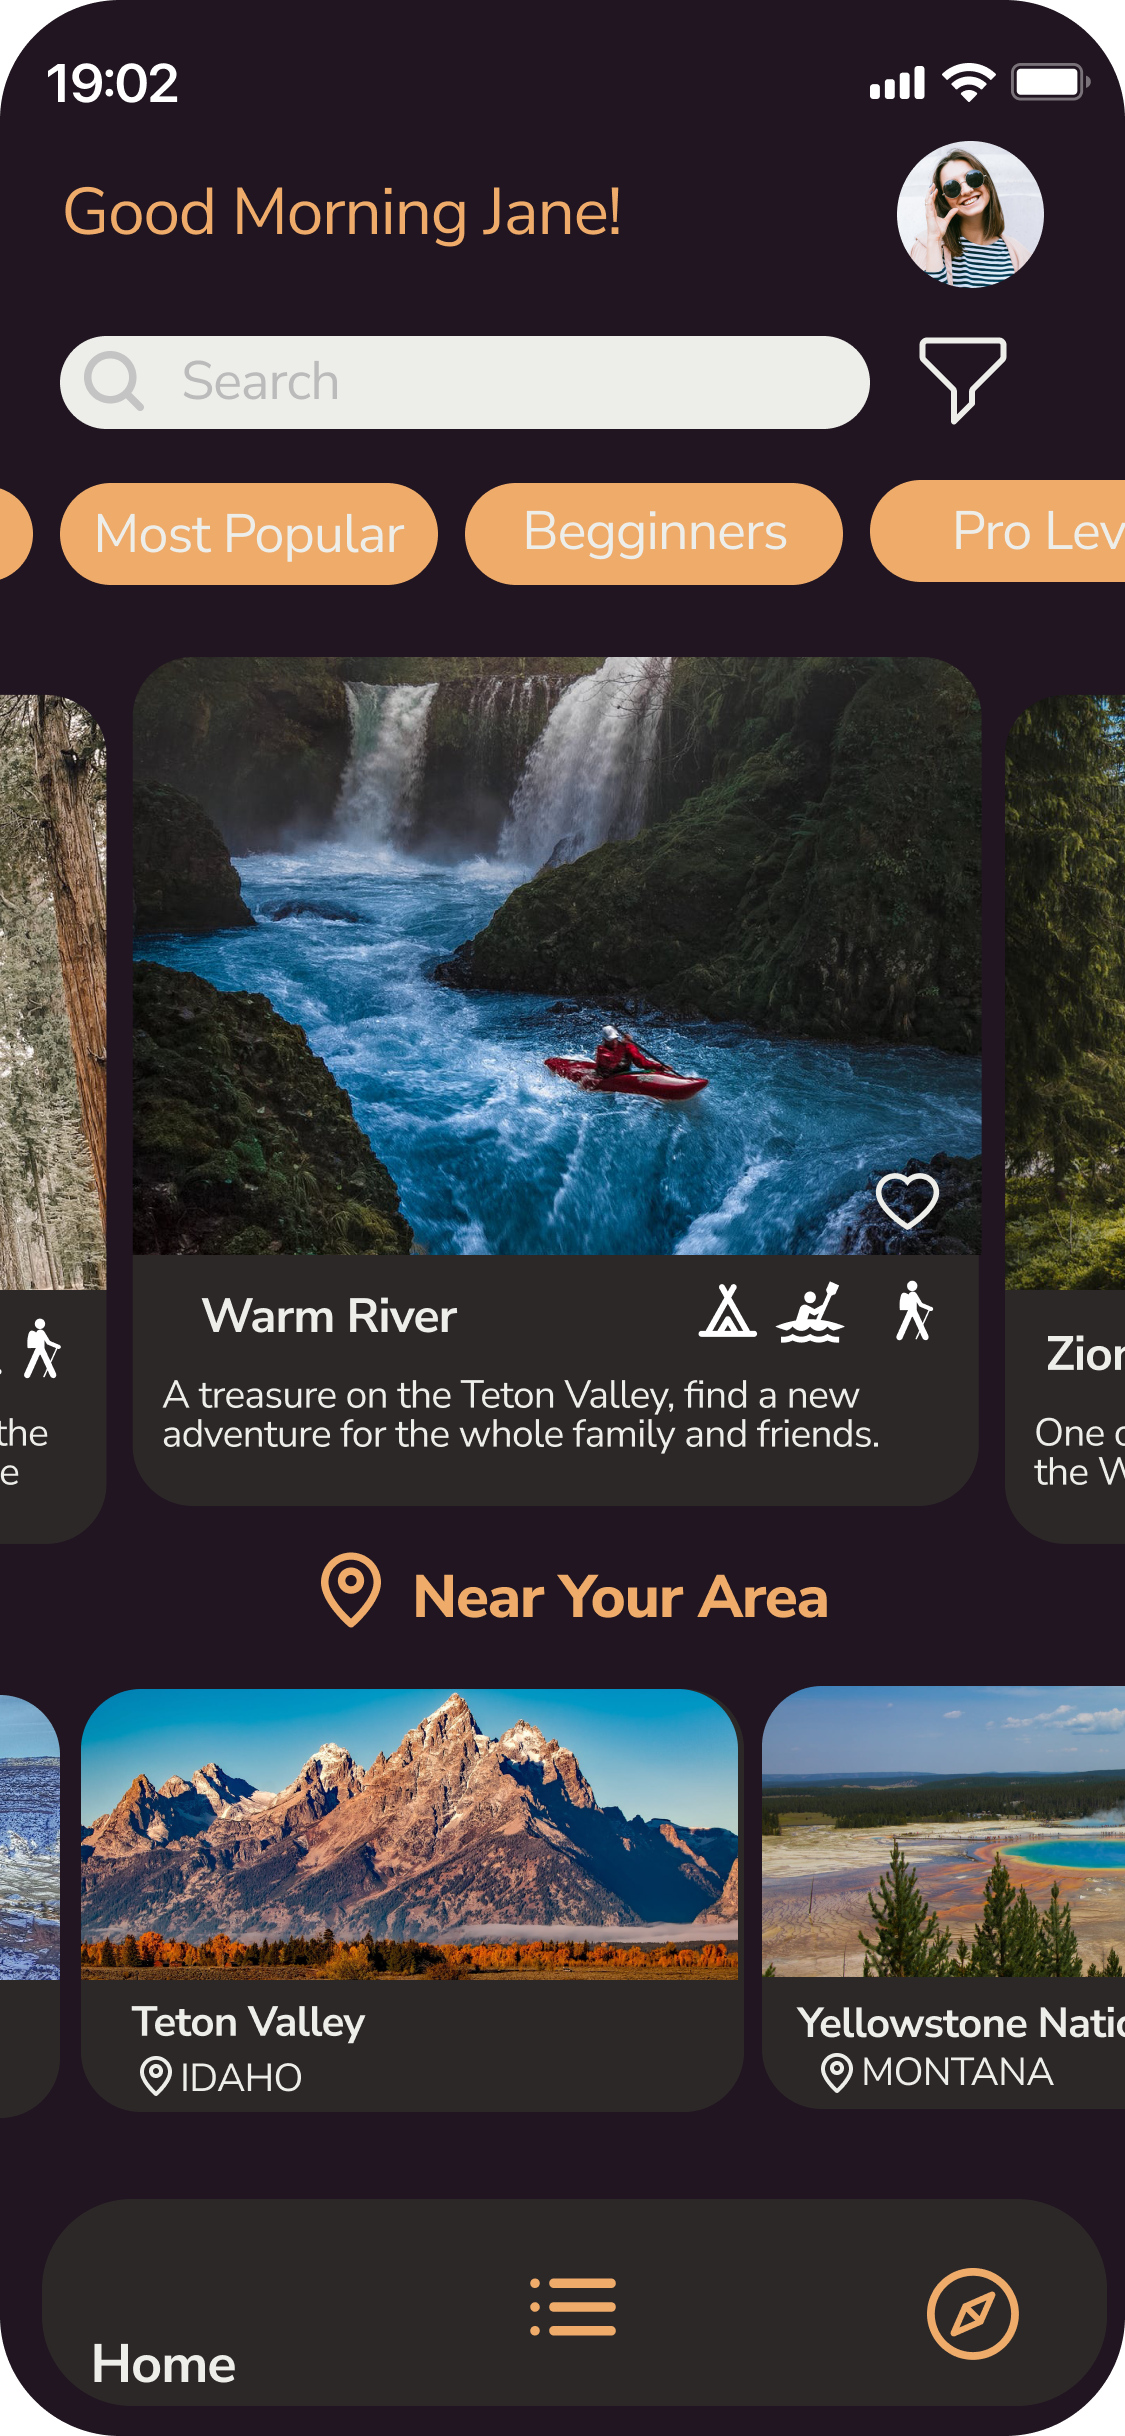 19:02
Good Morning Jane!
Search
Most Popular
Begginners
Pro Lev
Warm River
A treasure on the Teton Valley, find a new
adventure for the whole family and friends.
the
e
Zion
One o
the W
Near Your Area
Teton Valley
IDAHO
Yellowstone Natio
MONTANA
Home